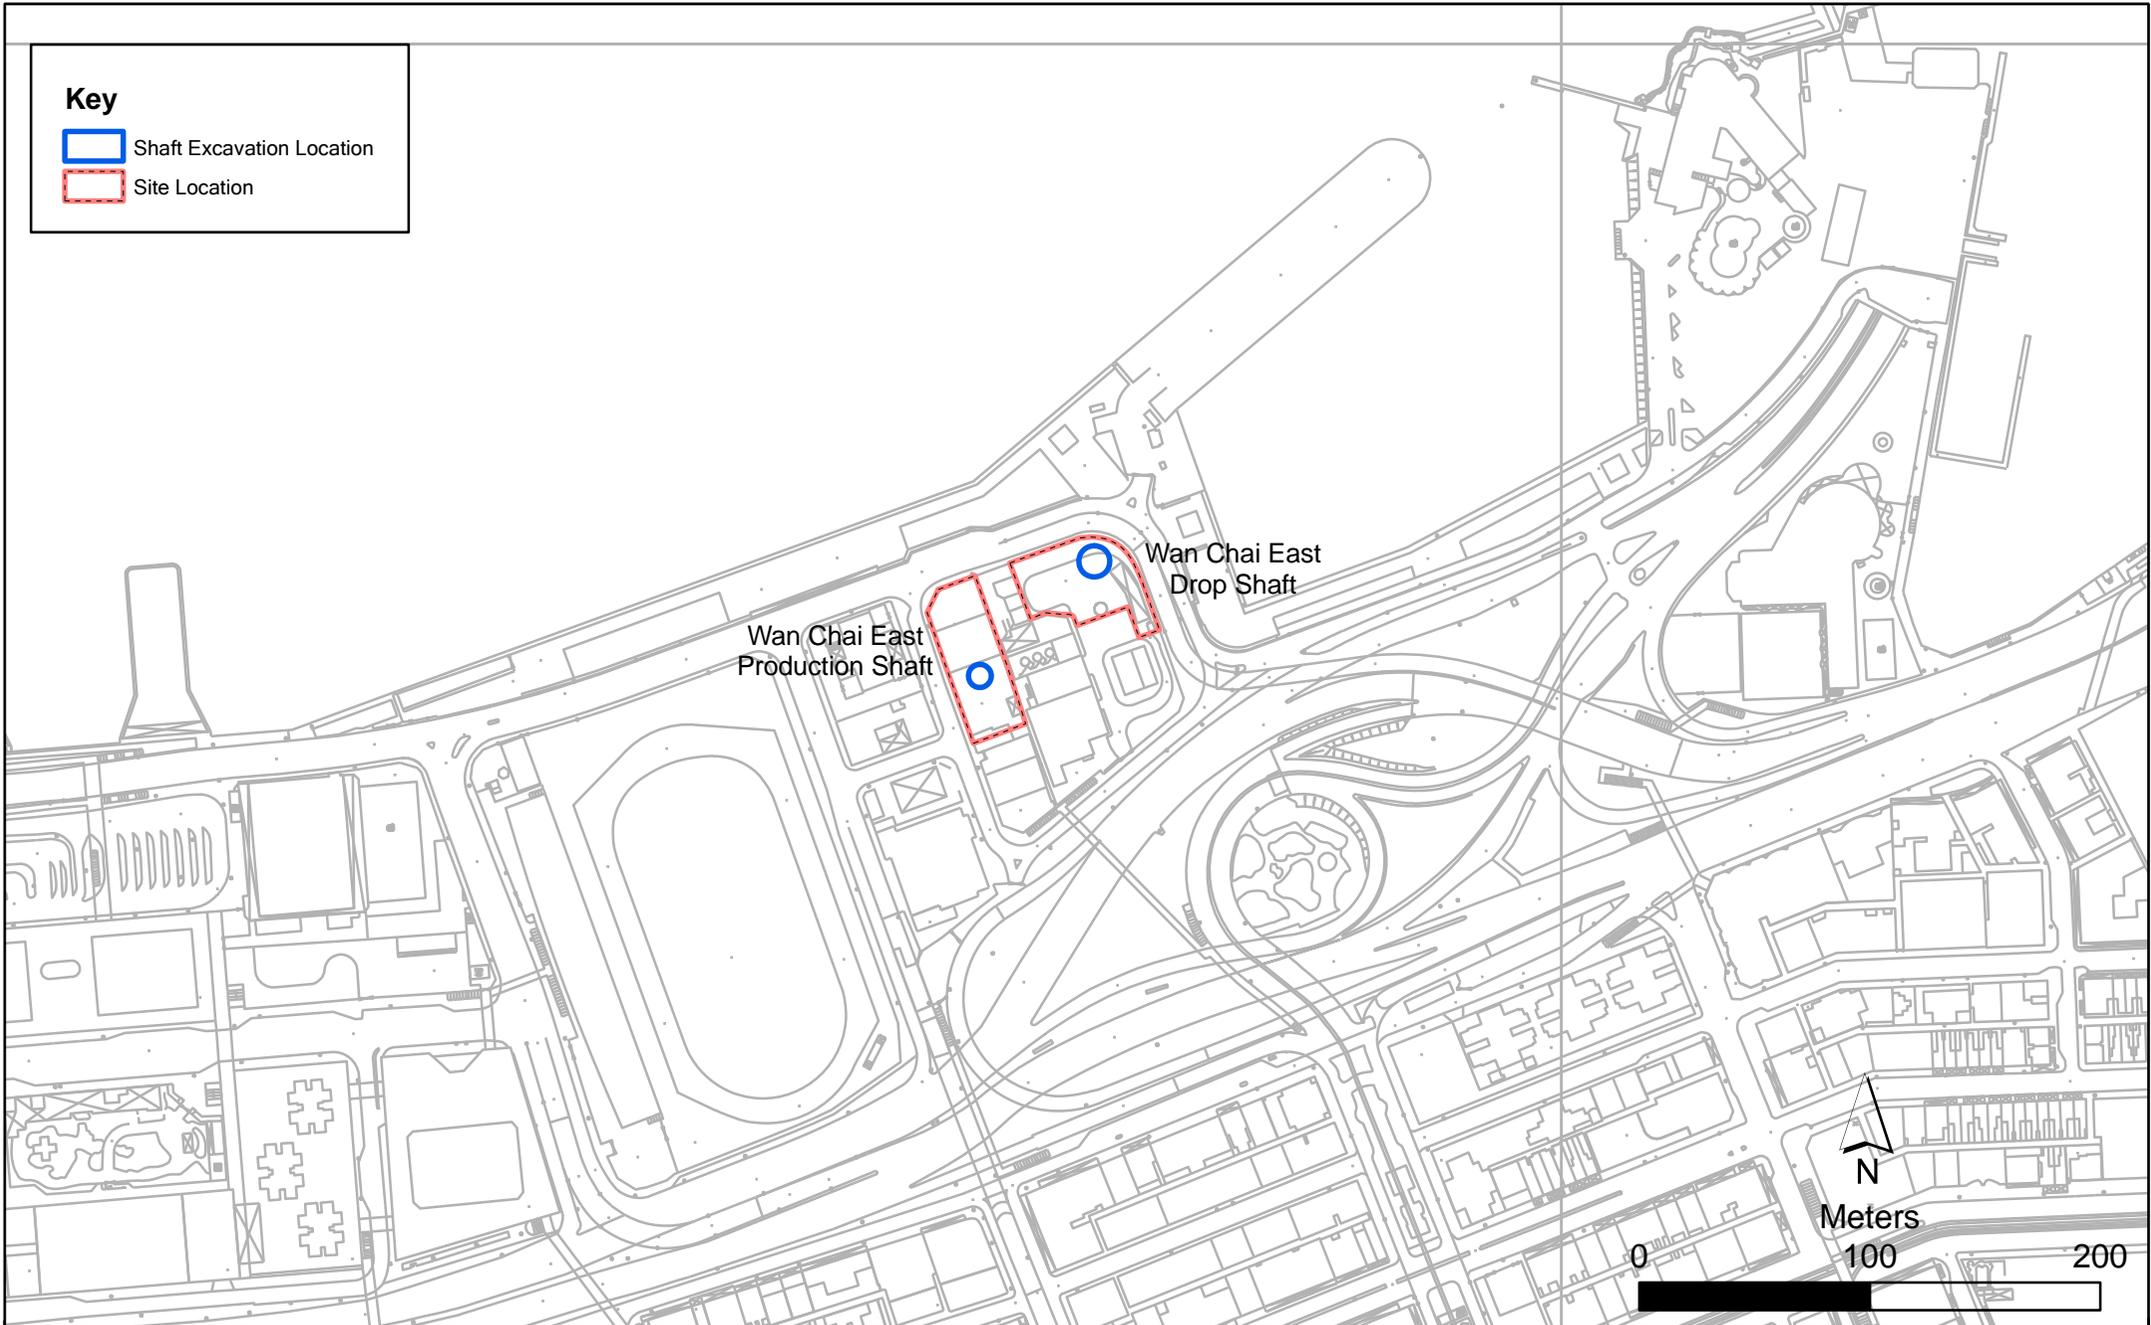 Key
Shaft Excavation Location
Site Location
Wan Chai East
Drop Shaft
Wan Chai East
Production Shaft
N
Meters
0 100 200